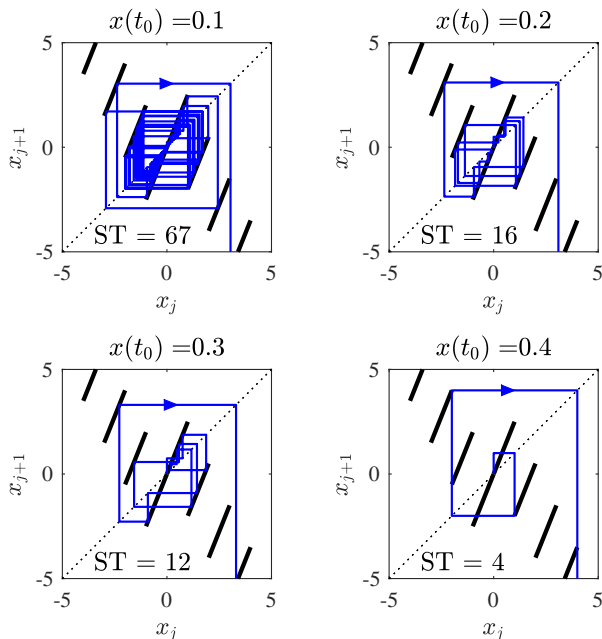 x(t₀) =0.1
5
x_{j+1}
0
ST = 67
-5
-5 0 5
x_j
x(t₀) =0.2
5
x_{j+1}
0
ST = 16
-5
-5 0 5
x_j
x(t₀) =0.3
5
x_{j+1}
0
ST = 12
-5
-5 0 5
x_j
x(t₀) =0.4
5
x_{j+1}
0
ST = 4
-5
-5 0 5
x_j